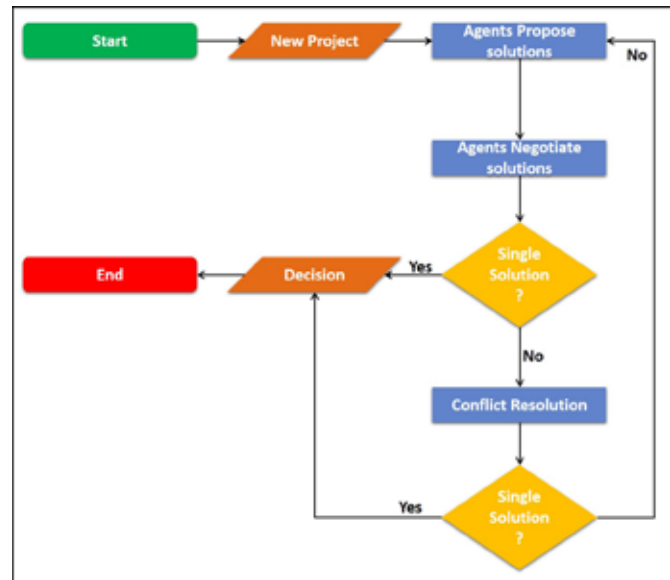 Start
New Project
Agents Propose
solutions
No
Agents Negotiate
solutions
End
Decision
Yes
Single
Solution
?
No
Conflict Resolution
Yes
Single
Solution
?